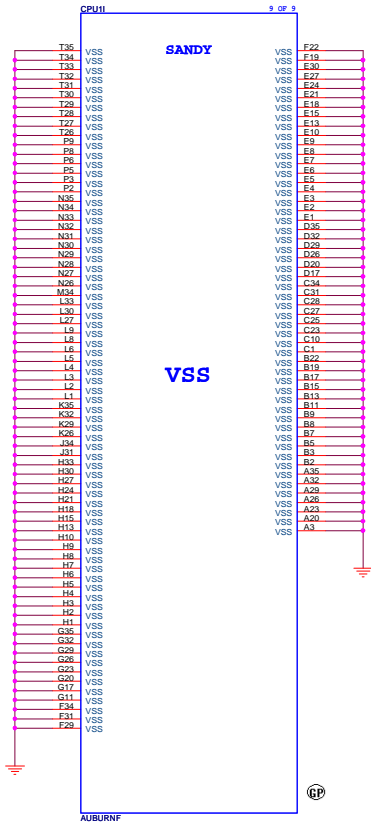 CPU1I 9 OF 9
T35 VSS SANDY VSS F22
T34 VSS VSS F19
T33 VSS VSS E30
T32 VSS VSS E27
T31 VSS VSS E24
T30 VSS VSS E21
T29 VSS VSS E18
T28 VSS VSS E15
T27 VSS VSS E13
T26 VSS VSS E10
P9 VSS VSS E9
P8 VSS VSS E8
P6 VSS VSS E7
P5 VSS VSS E6
P3 VSS VSS E5
P2 VSS VSS E4
N35 VSS VSS E3
N34 VSS VSS E2
N33 VSS VSS E1
N32 VSS VSS D35
N31 VSS VSS D32
N30 VSS VSS D29
N29 VSS VSS D26
N28 VSS VSS D20
N27 VSS VSS D17
N26 VSS VSS C34
M34 VSS VSS C31
L33 VSS VSS C28
L30 VSS VSS C27
L27 VSS VSS C25
L9 VSS VSS C23
L8 VSS VSS C10
L6 VSS VSS C1
L5 VSS VSS B22
L4 VSS VSS B19
L3 VSS VSS VSS B17
L2 VSS VSS B15
L1 VSS VSS B13
K35 VSS VSS B11
K32 VSS VSS B9
K29 VSS VSS B8
K26 VSS VSS B7
J34 VSS VSS B5
J31 VSS VSS B3
H33 VSS VSS B2
H30 VSS VSS A35
H27 VSS VSS A32
H24 VSS VSS A29
H21 VSS VSS A26
H18 VSS VSS A23
H15 VSS VSS A20
H13 VSS VSS A3
H10 VSS
H9 VSS
H8 VSS
H7 VSS
H6 VSS
H5 VSS
H4 VSS
H3 VSS
H2 VSS
H1 VSS
G35 VSS
G32 VSS
G29 VSS
G26 VSS
G23 VSS
G20 VSS
G17 VSS
G11 VSS
F34 VSS
F31 VSS
F29 VSS
GP
AUBURNF